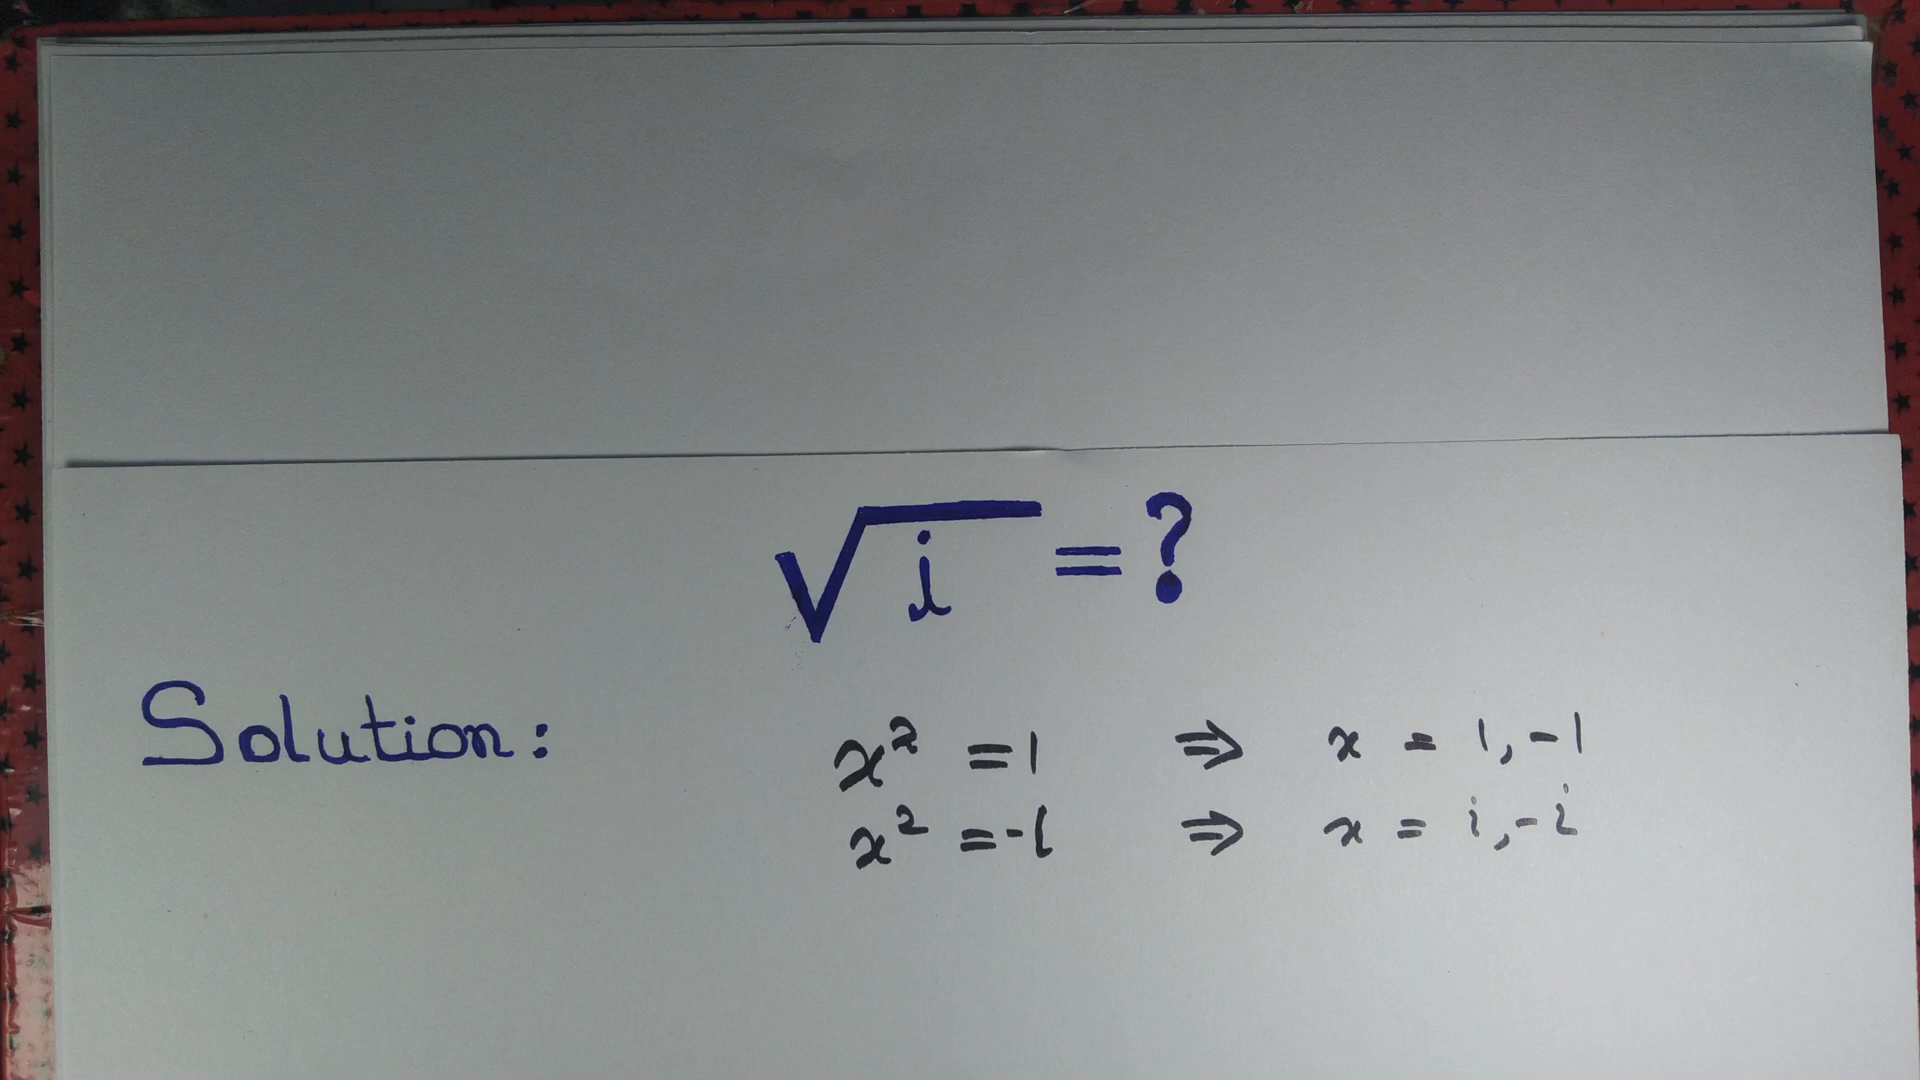 √i = ?
Solution:
x² = 1 ⇒ x = 1, -1
x² = -1 ⇒ x = i, -i